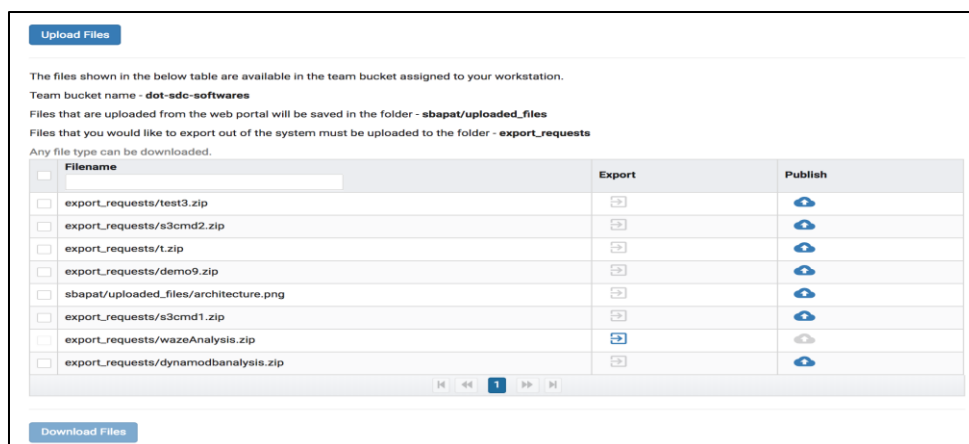 Upload Files
The files shown in the below table are available in the team bucket assigned to your workstation.
Team bucket name - dot-sdc-softwares
Files that are uploaded from the web portal will be saved in the folder - sbapat/uploaded_files
Files that you would like to export out of the system must be uploaded to the folder - export_requests
Any file type can be downloaded.
Filename Export Publish
export_requests/test3.zip
export_requests/s3cmd2.zip
export_requests/t.zip
export_requests/demo9.zip
sbapat/uploaded_files/architecture.png
export_requests/s3cmd1.zip
export_requests/wazeAnalysis.zip
export_requests/dynamodbanalysis.zip
1
Download Files